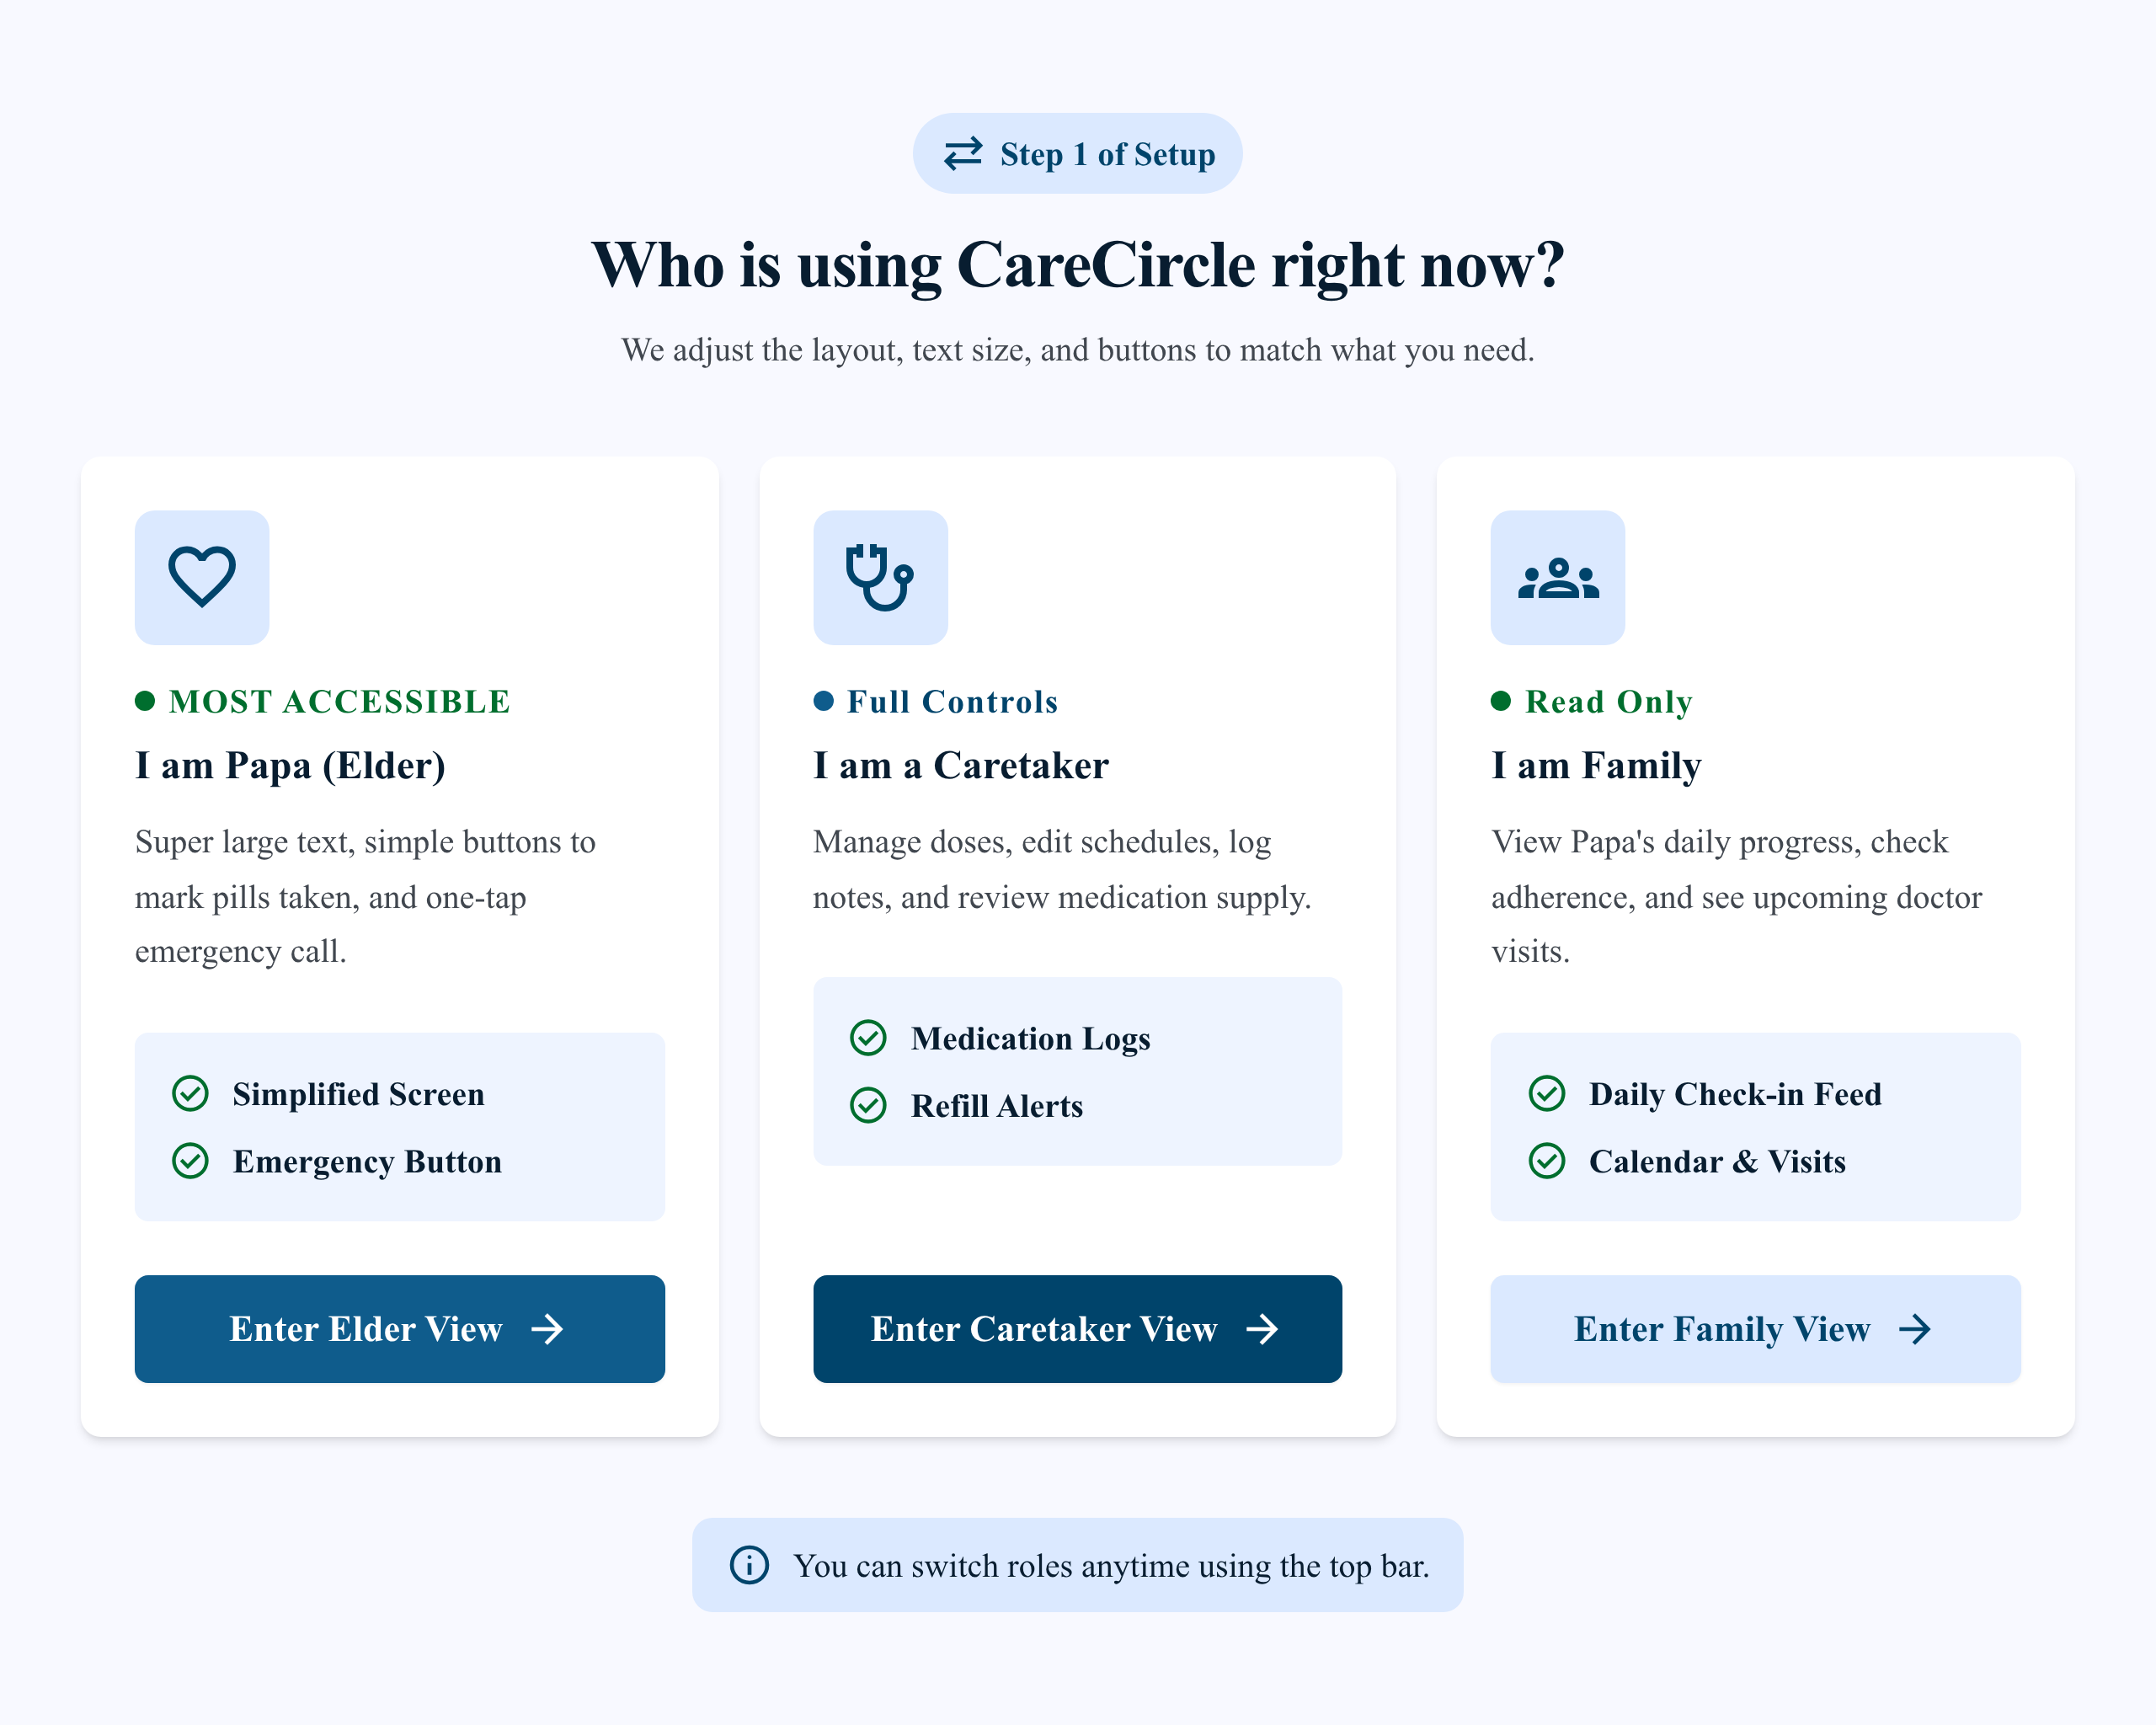 Step 1 of Setup
Who is using CareCircle right now?
We adjust the layout, text size, and buttons to match what you need.
MOST ACCESSIBLE
I am Papa (Elder)
Super large text, simple buttons to
mark pills taken, and one-tap
emergency call.
Simplified Screen
Emergency Button
Enter Elder View
Full Controls
I am a Caretaker
Manage doses, edit schedules, log
notes, and review medication supply.
Medication Logs
Refill Alerts
Enter Caretaker View
Read Only
I am Family
View Papa's daily progress, check
adherence, and see upcoming doctor
visits.
Daily Check-in Feed
Calendar & Visits
Enter Family View
You can switch roles anytime using the top bar.